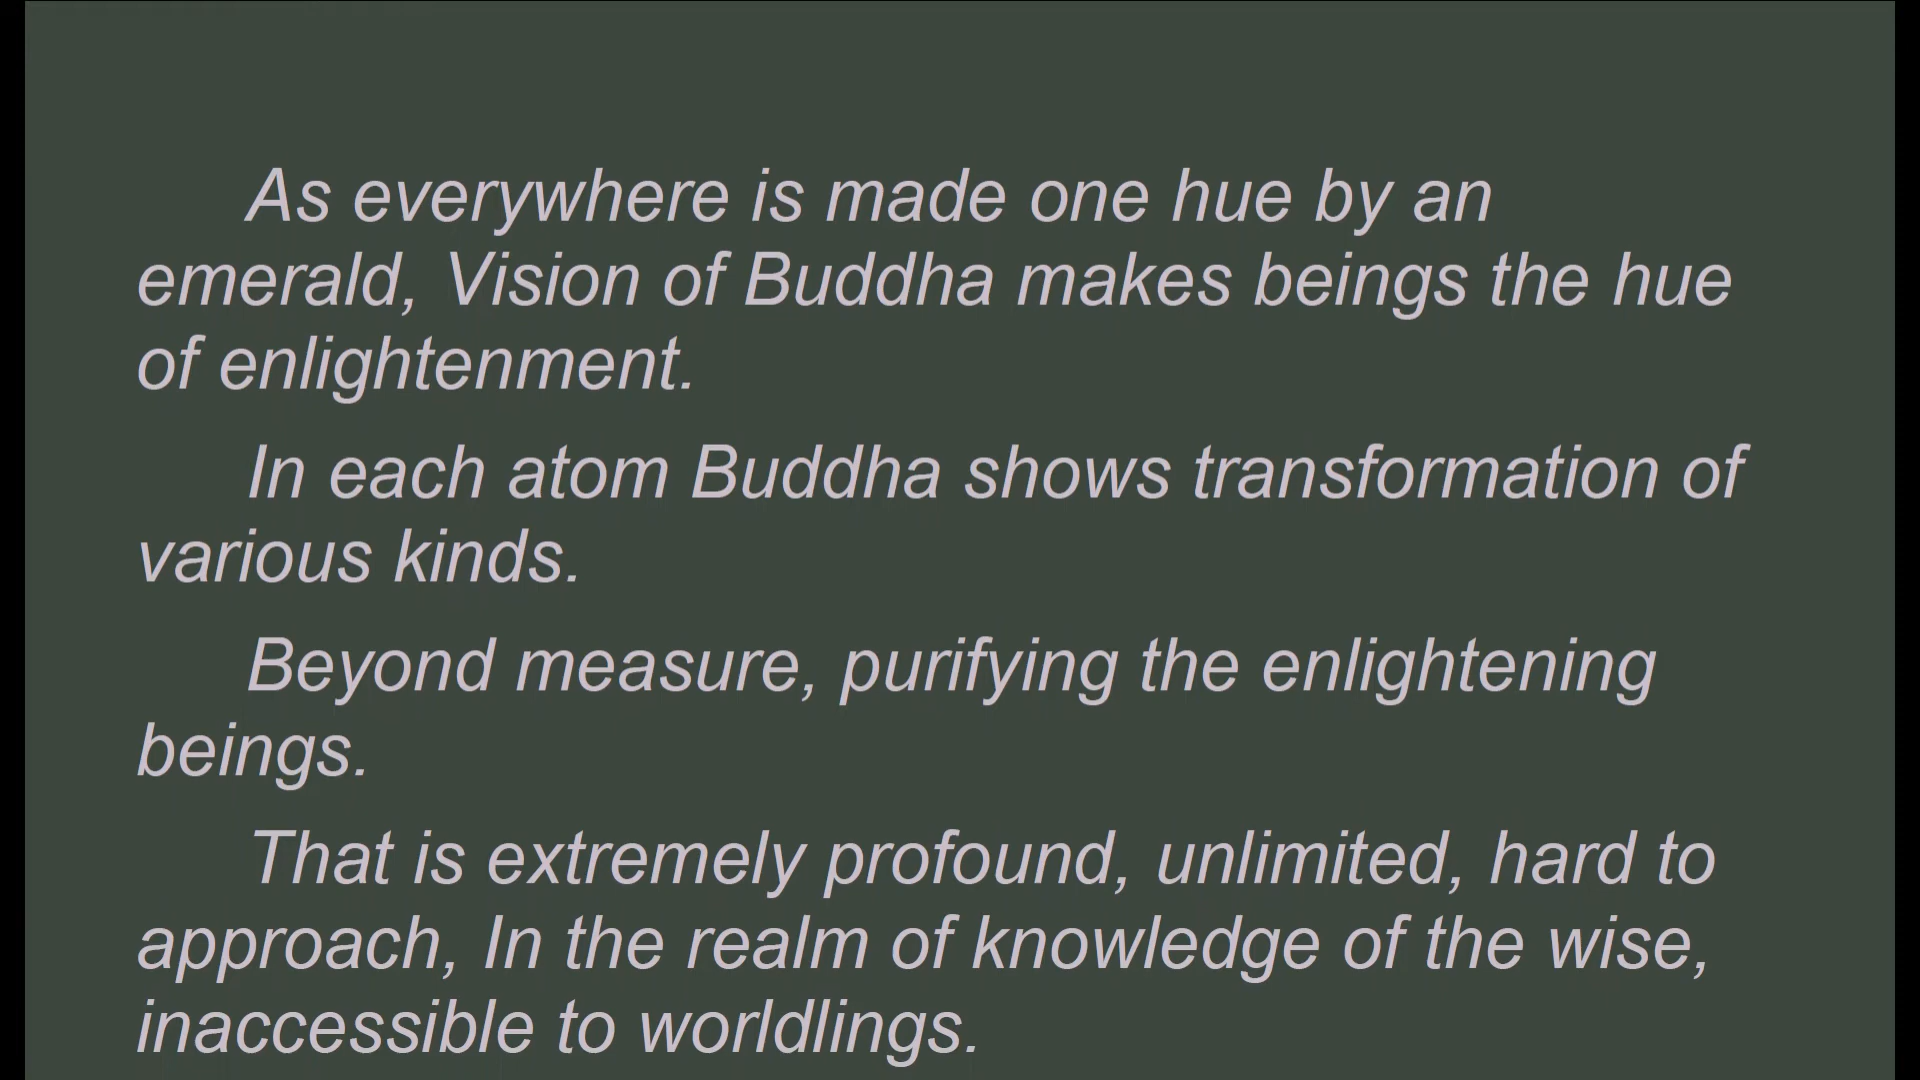 As everywhere is made one hue by an
emerald, Vision of Buddha makes beings the hue
of enlightenment.
In each atom Buddha shows transformation of
various kinds.
Beyond measure, purifying the enlightening
beings.
That is extremely profound, unlimited, hard to
approach, In the realm of knowledge of the wise,
inaccessible to worldlings.